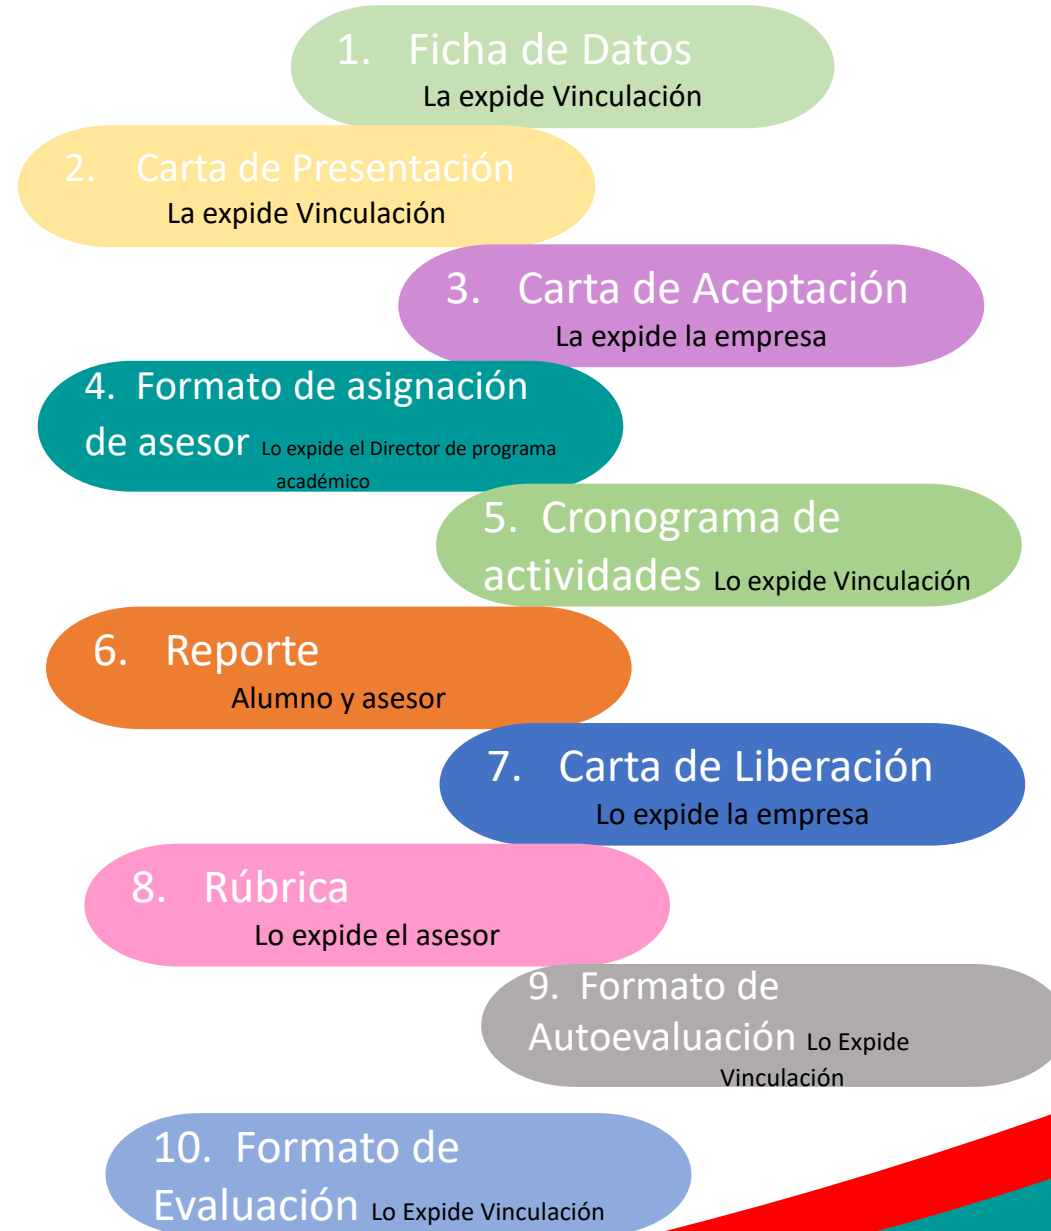 1. Ficha de Datos
La expide Vinculación
2. Carta de Presentación
La expide Vinculación
3. Carta de Aceptación
La expide la empresa
4. Formato de asignación
de asesor Lo expide el Director de programa
académico
5. Cronograma de
actividades Lo expide Vinculación
6. Reporte
Alumno y asesor
7. Carta de Liberación
Lo expide la empresa
8. Rúbrica
Lo expide el asesor
9. Formato de
Autoevaluación Lo Expide
Vinculación
10. Formato de
Evaluación Lo Expide Vinculación